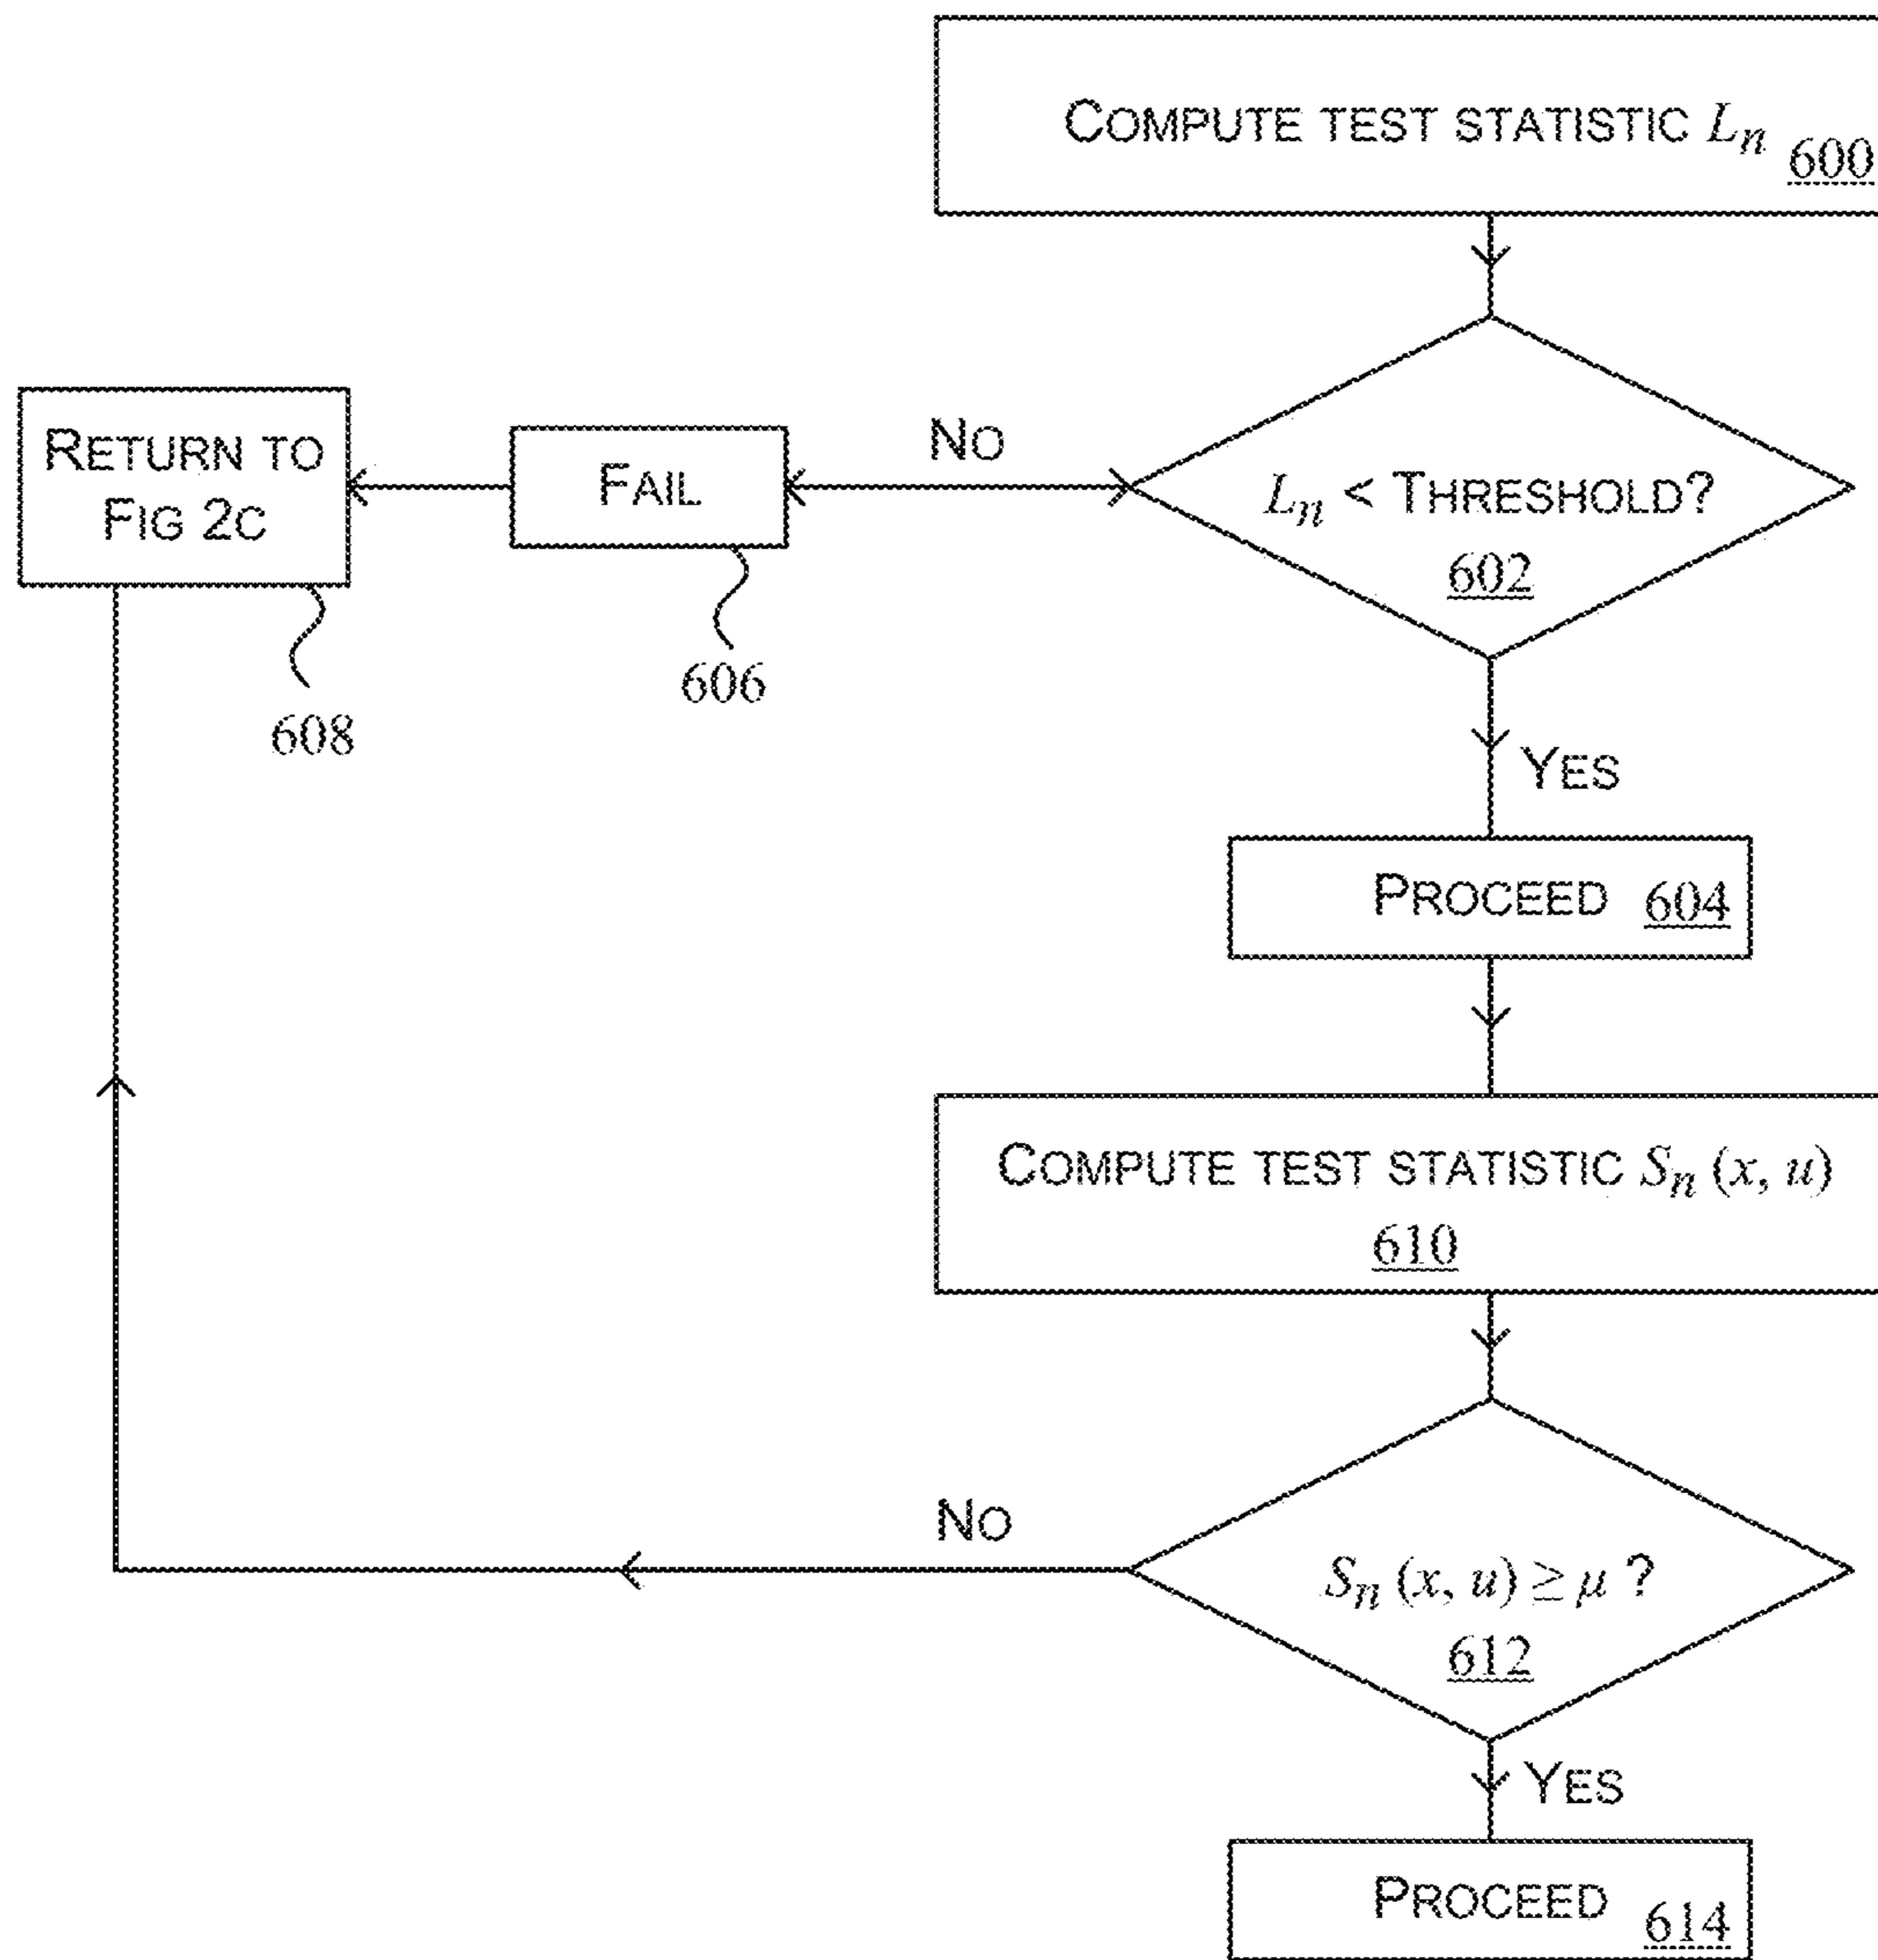 COMPUTE TEST STATISTIC Lₙ 600
RETURN TO
FIG 2C
608
FAIL
606
NO
Lₙ < THRESHOLD?
602
YES
PROCEED 604
COMPUTE TEST STATISTIC Sₙ (x, u)
610
NO
Sₙ (x, u) ≥ μ ?
612
YES
PROCEED 614